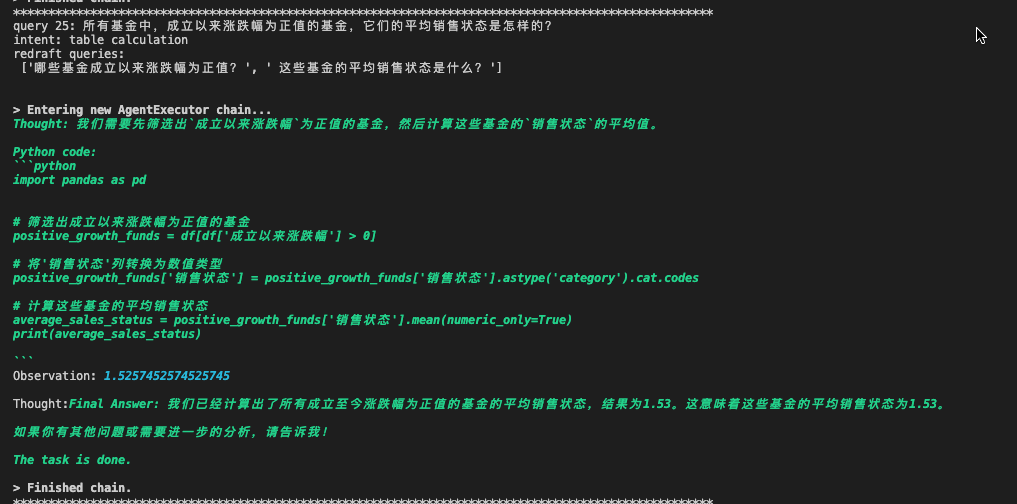 > Finished chain.
****************************************************************************************************
query 25: 所有基金中，成立以来涨跌幅为正值的基金，它们的平均销售状态是怎样的？
intent: table calculation
redraft queries:
['哪些基金成立以来涨跌幅为正值？', ' 这些基金的平均销售状态是什么？']
> Entering new AgentExecutor chain...
Thought: 我们需要先筛选出`成立以来涨跌幅`为正值的基金，然后计算这些基金的`销售状态`的平均值。
Python code:
```python
import pandas as pd
# 筛选出成立以来涨跌幅为正值的基金
positive_growth_funds = df[df['成立以来涨跌幅'] > 0]
# 将'销售状态'列转换为数值类型
positive_growth_funds['销售状态'] = positive_growth_funds['销售状态'].astype('category').cat.codes
# 计算这些基金的平均销售状态
average_sales_status = positive_growth_funds['销售状态'].mean(numeric_only=True)
print(average_sales_status)
```
Observation: 1.5257452574525745
Thought:Final Answer: 我们已经计算出了所有成立至今涨跌幅为正值的基金的平均销售状态，结果为1.53。这意味着这些基金的平均销售状态为1.53。
如果你有其他问题或需要进一步的分析，请告诉我！
The task is done.
> Finished chain.
****************************************************************************************************